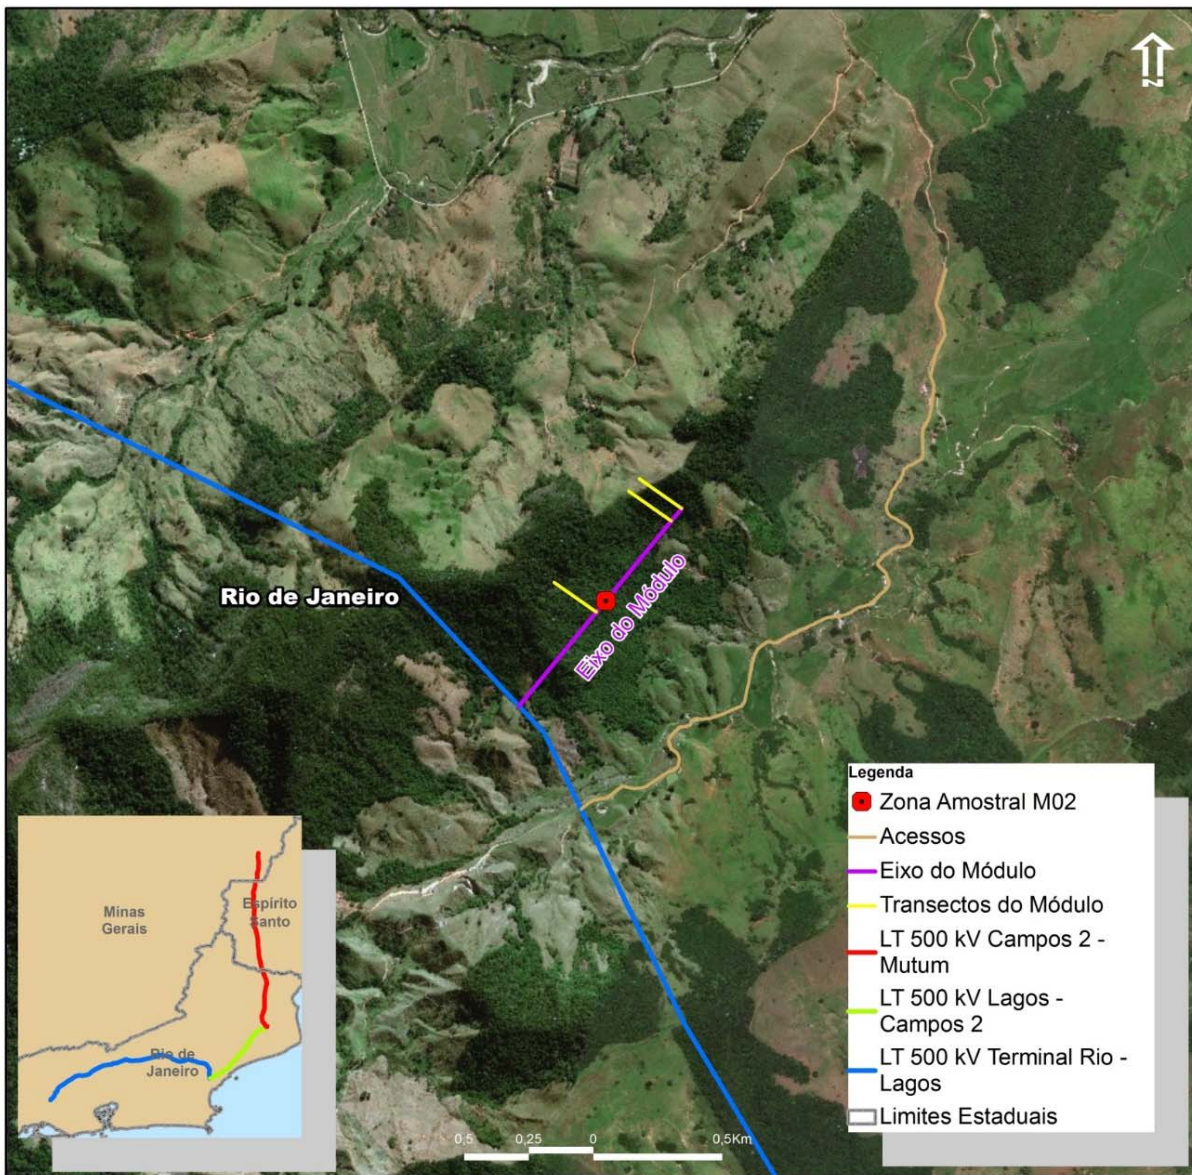 N
Rio de Janeiro
Eixo do Módulo
Legenda
Zona Amostral M02
Acessos
Eixo do Módulo
Transectos do Módulo
LT 500 kV Campos 2 -
Mutum
LT 500 kV Lagos -
Campos 2
LT 500 kV Terminal Rio -
Lagos
Limites Estaduais
Minas
Gerais
Espírito
Santo
Rio de
Janeiro
0,5 0,25 0 0,5Km